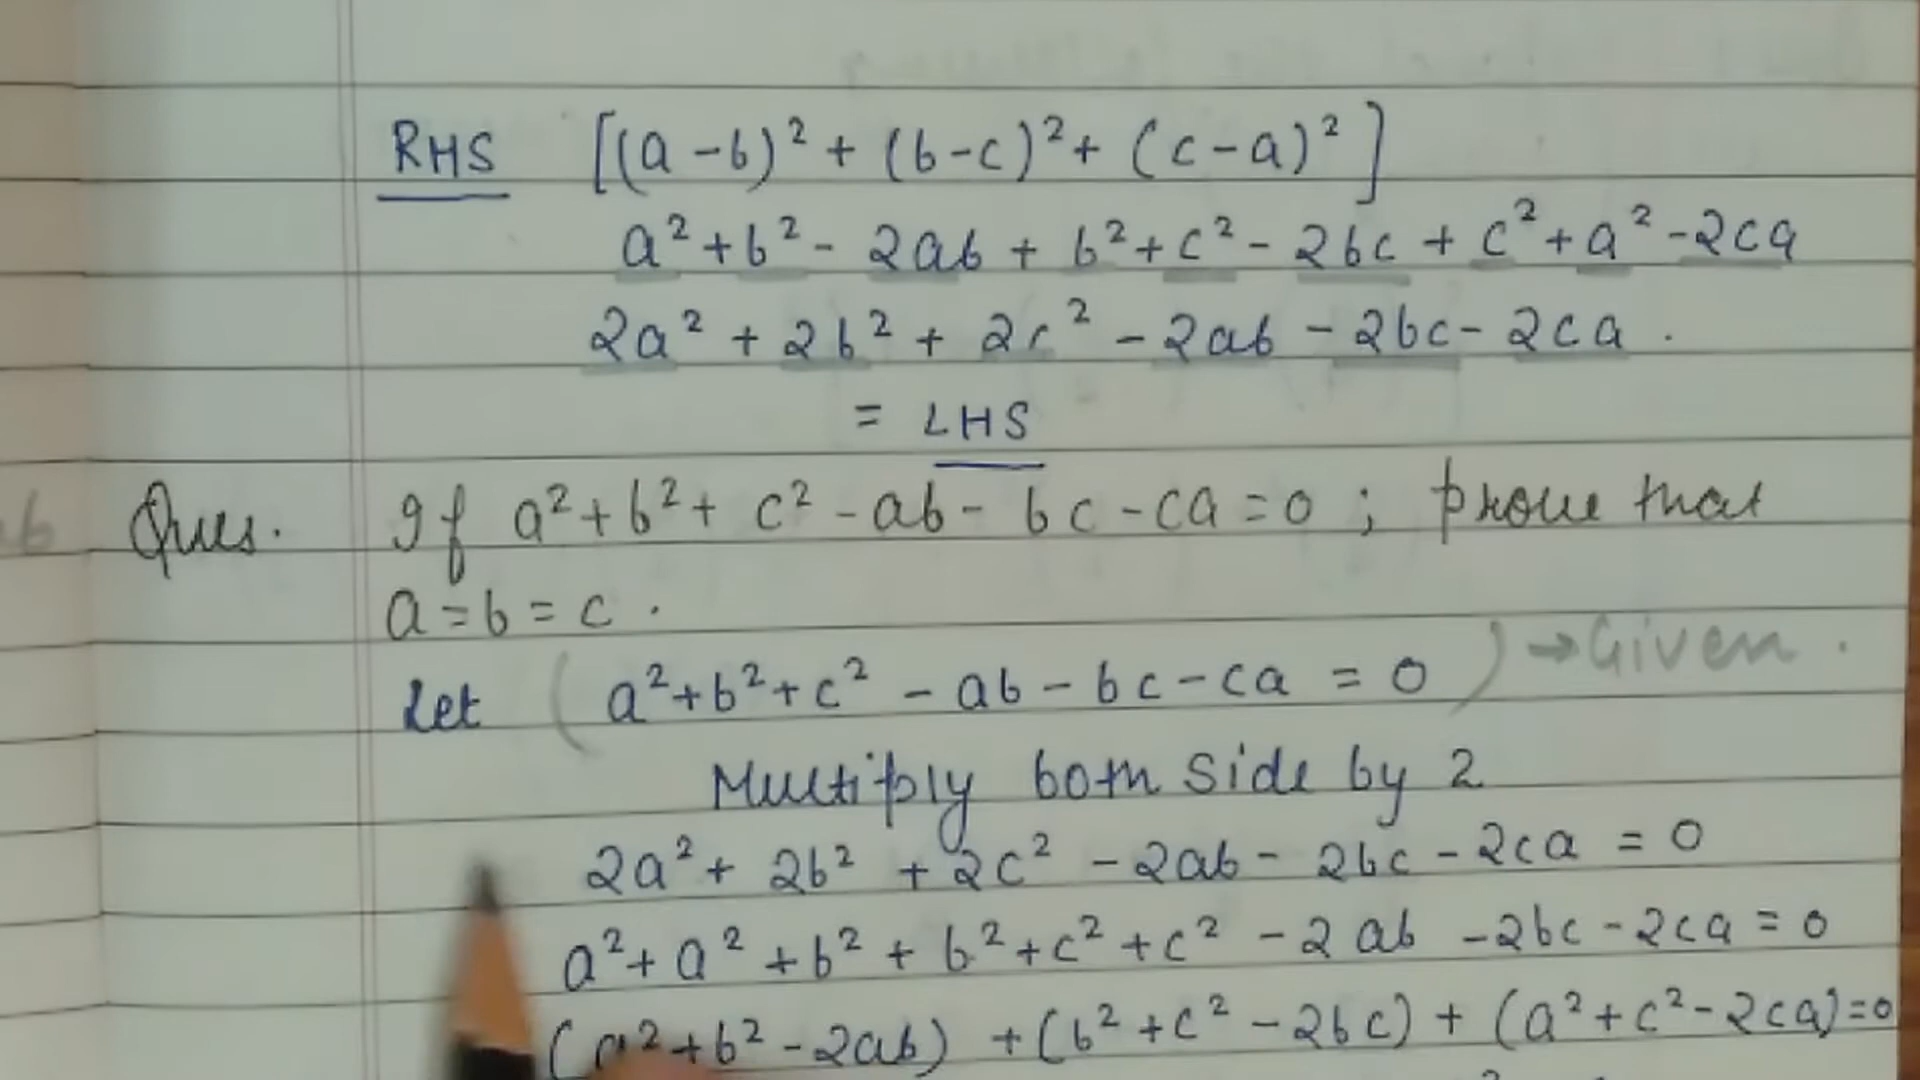 RHS [(a-b)² + (b-c)² + (c-a)²]
a² + b² - 2ab + b² + c² - 2bc + c² + a² - 2ca
2a² + 2b² + 2c² - 2ab - 2bc - 2ca .
= LHS
Ques. If a² + b² + c² - ab - bc - ca = 0 ; prove that
a = b = c .
Let (a² + b² + c² - ab - bc - ca = 0) → Given .
Multiply both side by 2
2a² + 2b² + 2c² - 2ab - 2bc - 2ca = 0
a² + a² + b² + b² + c² + c² - 2ab - 2bc - 2ca = 0
(a² + b² - 2ab) + (b² + c² - 2bc) + (a² + c² - 2ca) = 0